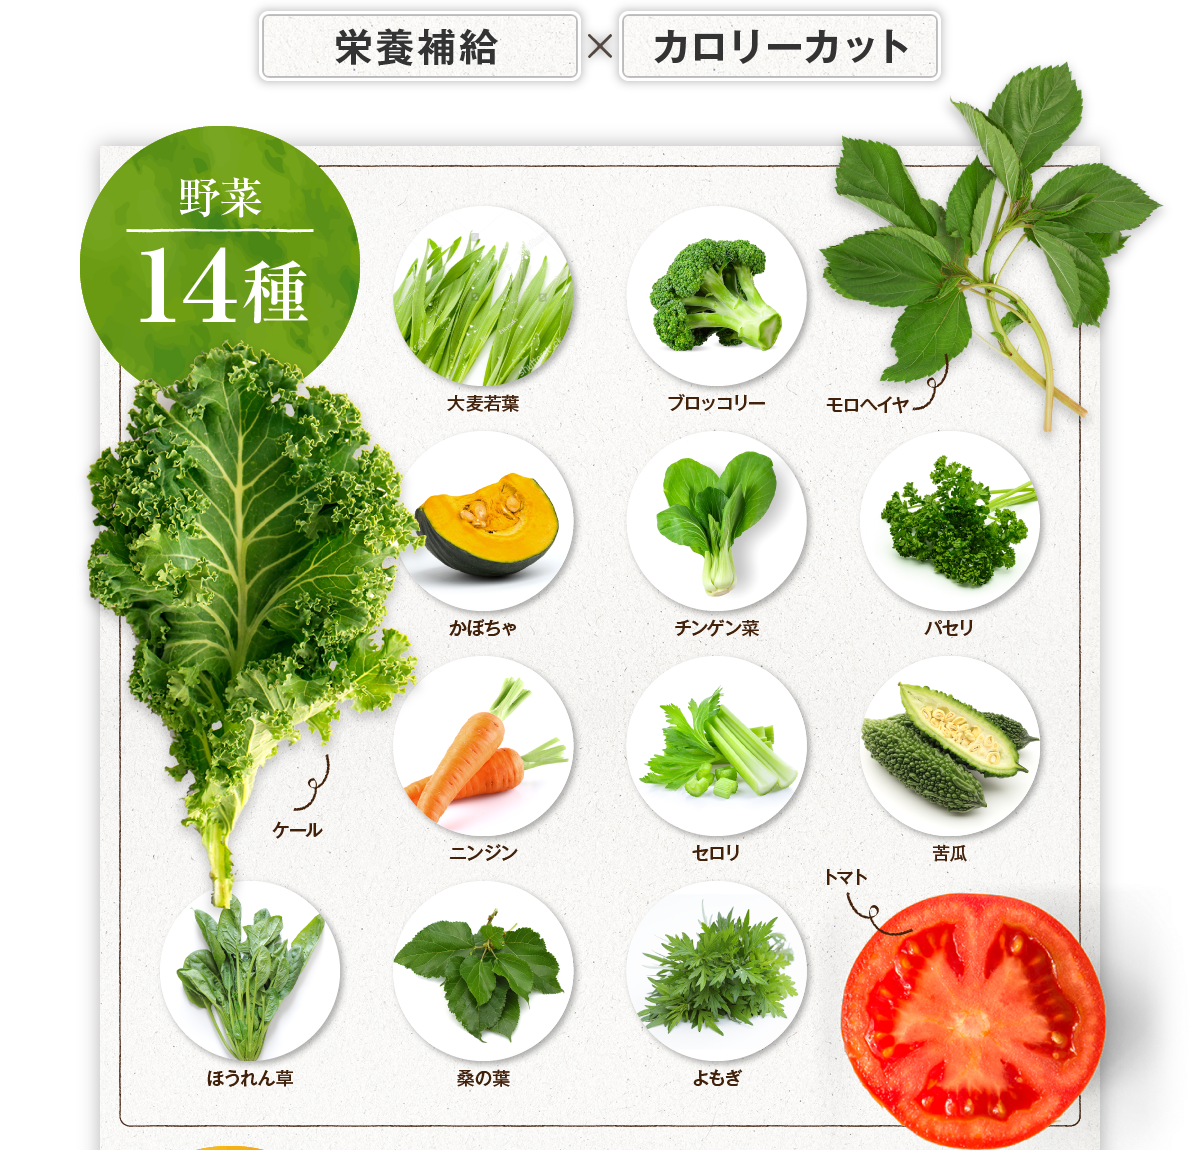 栄養補給×カロリーカット
野菜
14種
大麦若葉
ブロッコリー
モロヘイヤ
かぼちゃ
チンゲン菜
パセリ
ケール
ニンジン
セロリ
苦瓜
トマト
ほうれん草
桑の葉
よもぎ